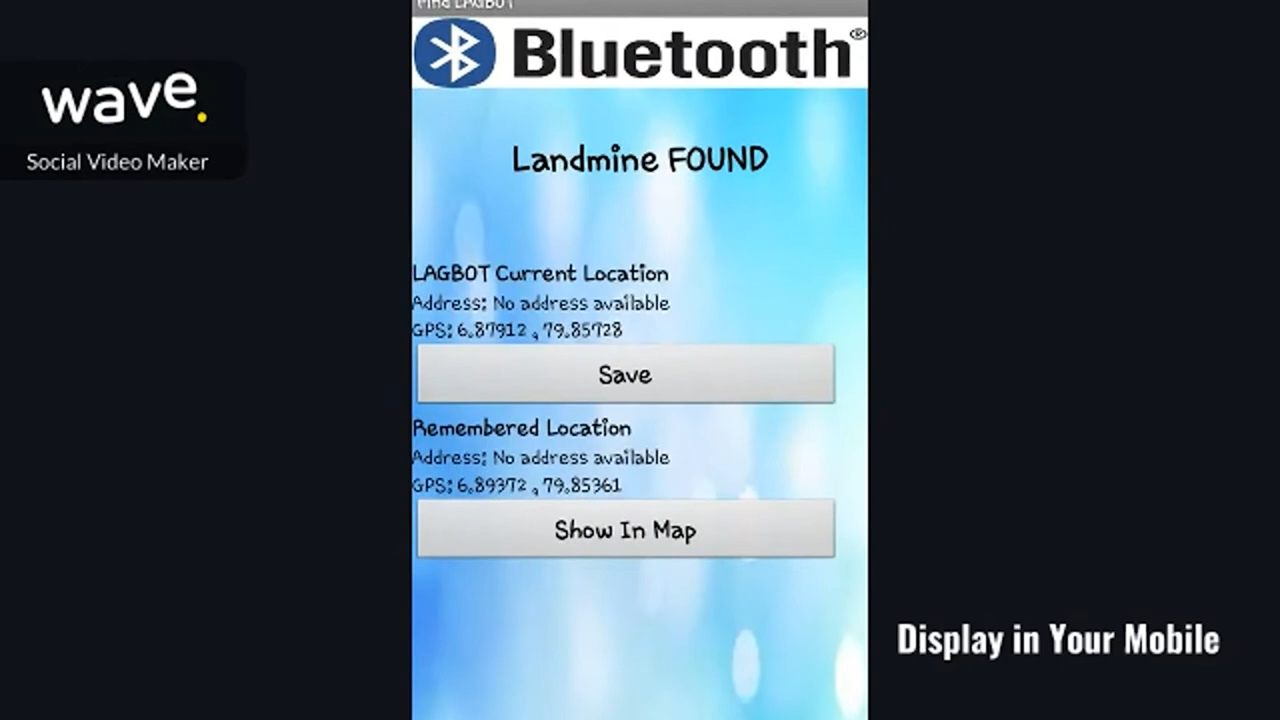 Find LAGBOT
Bluetooth®
wave.
Social Video Maker
Landmine FOUND
LAGBOT Current Location
Address: No address available
GPS: 6.87912 , 79.85728
Save
Remembered Location
Address: No address available
GPS: 6.89372 , 79.85361
Show In Map
Display in Your Mobile